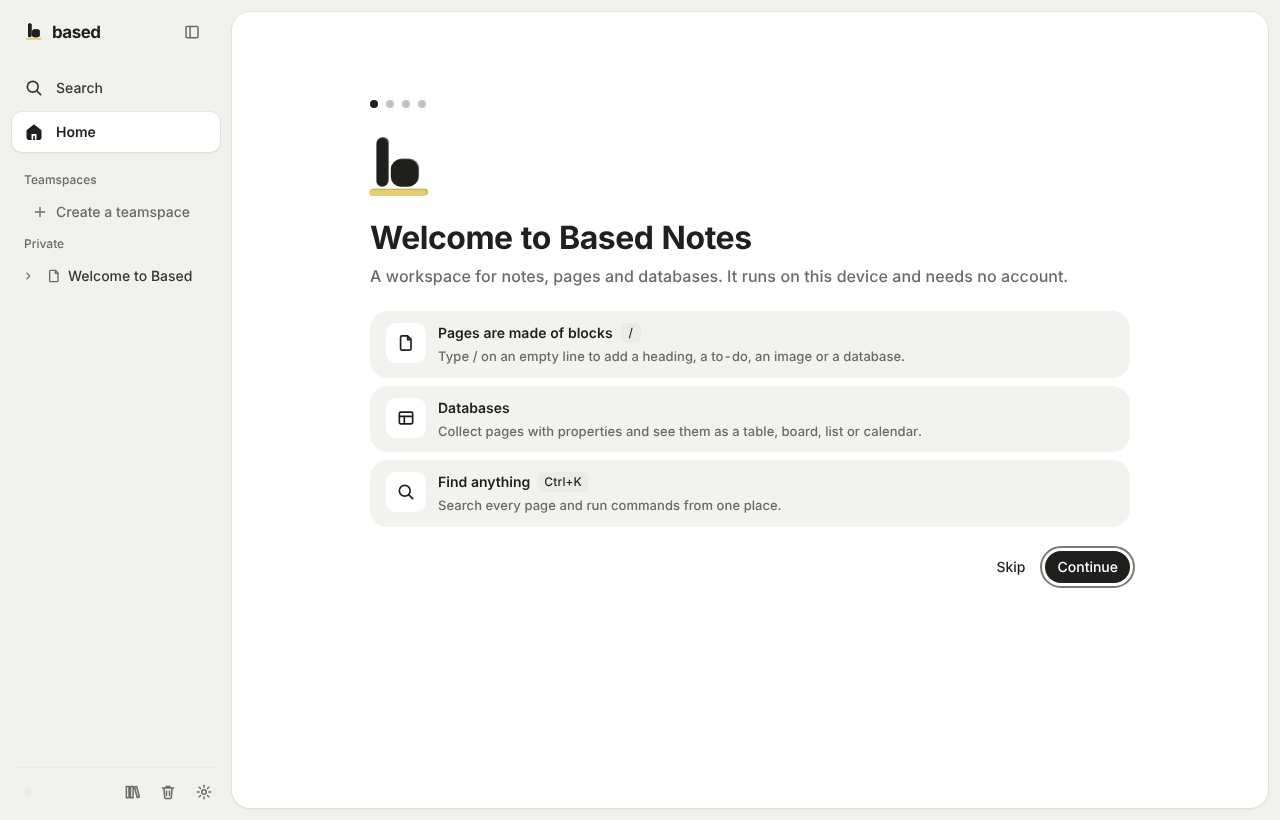 based
Search
Home
Teamspaces
Create a teamspace
Private
Welcome to Based
Welcome to Based Notes
A workspace for notes, pages and databases. It runs on this device and needs no account.
Pages are made of blocks /
Type / on an empty line to add a heading, a to-do, an image or a database.
Databases
Collect pages with properties and see them as a table, board, list or calendar.
Find anything Ctrl+K
Search every page and run commands from one place.
Skip Continue